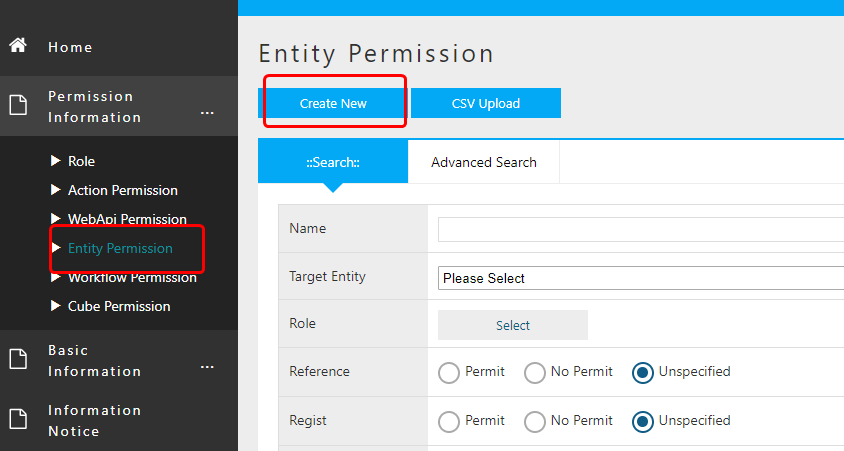 Home
Permission
Information
...
Role
Action Permission
WebApi Permission
Entity Permission
Workflow Permission
Cube Permission
Basic
Information
...
Information
Notice
Entity Permission
Create New CSV Upload
::Search:: Advanced Search
Name
Target Entity Please Select
Role Select
Reference Permit No Permit Unspecified
Regist Permit No Permit Unspecified